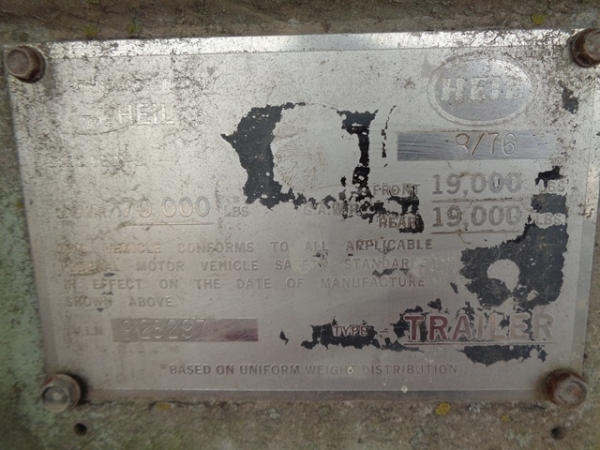 HEIL
HEIL
8/76
FRONT 19,000 LBS
79,000 LBS G.A.W.R. REAR 19,000 LBS
VEHICLE CONFORMS TO ALL APPLICABLE
MOTOR VEHICLE SAFETY STANDARDS
IN EFFECT ON THE DATE OF MANUFACTURE
SHOWN ABOVE
TYPE - TRAILER
BASED ON UNIFORM WEIGHT DISTRIBUTION